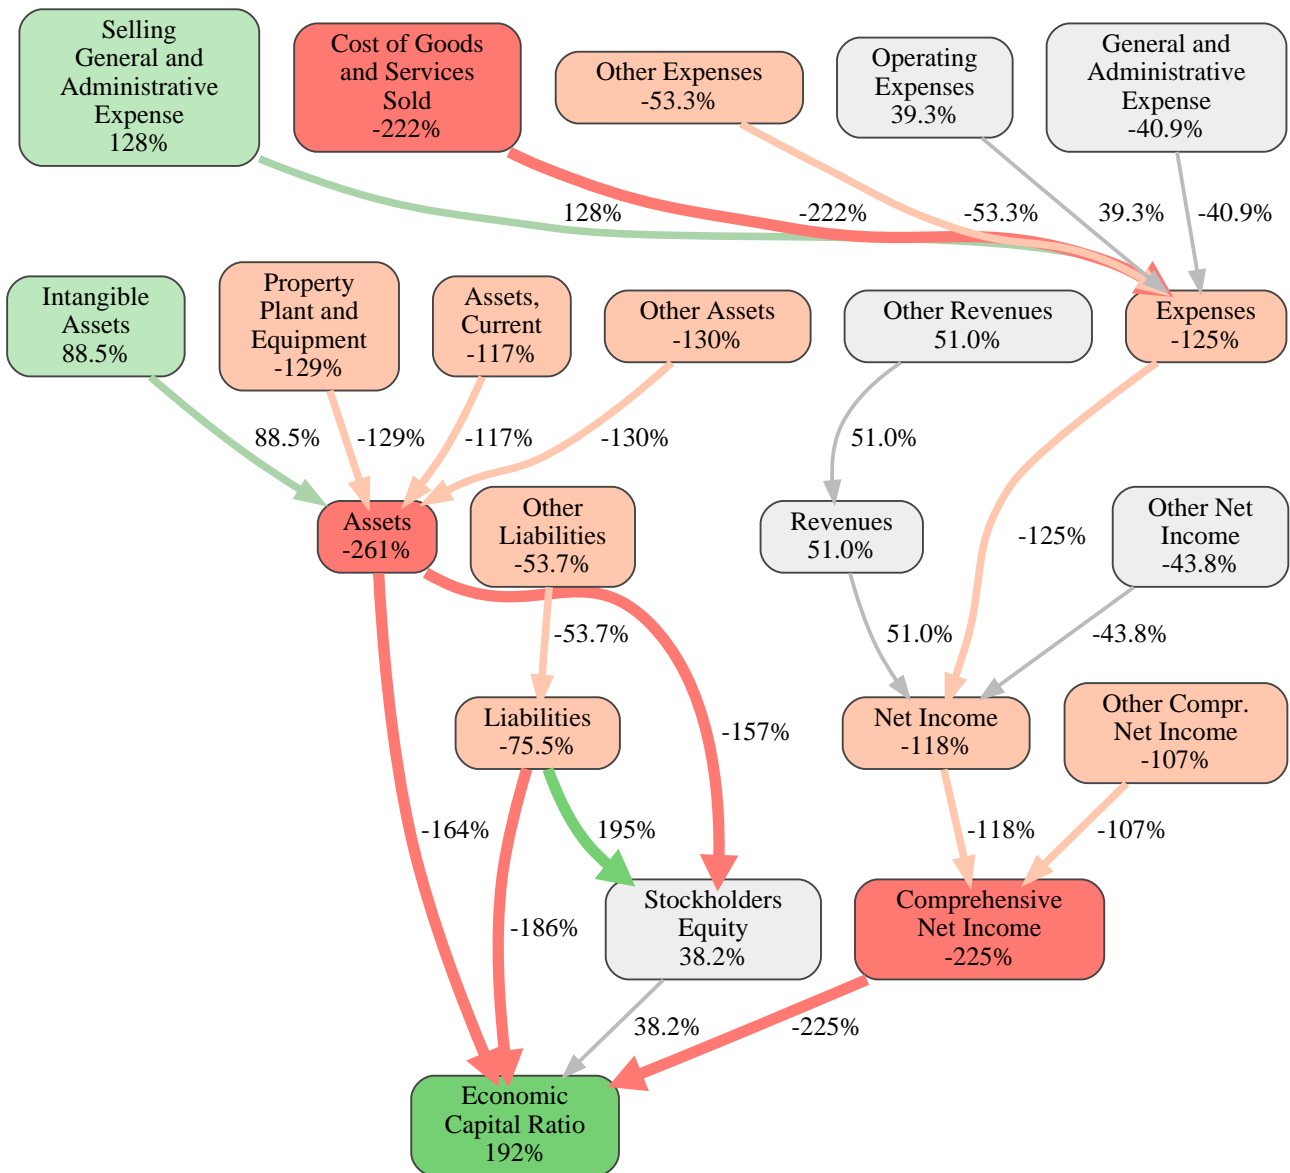 Selling
General and
Administrative
Expense
128%
Cost of Goods
and Services
Sold
-222%
Other Expenses
-53.3%
Operating
Expenses
39.3%
General and
Administrative
Expense
-40.9%
128%
-222%
-53.3%
39.3%
-40.9%
Intangible
Assets
88.5%
Property
Plant and
Equipment
-129%
Assets,
Current
-117%
Other Assets
-130%
Other Revenues
51.0%
Expenses
-125%
88.5%
-129%
-117%
-130%
51.0%
Assets
-261%
Other
Liabilities
-53.7%
Revenues
51.0%
-125%
Other Net
Income
-43.8%
-53.7%
51.0%
-43.8%
Liabilities
-75.5%
-157%
Net Income
-118%
Other Compr.
Net Income
-107%
-164%
195%
-118%
-107%
-186%
Stockholders
Equity
38.2%
Comprehensive
Net Income
-225%
38.2%
-225%
Economic
Capital Ratio
192%